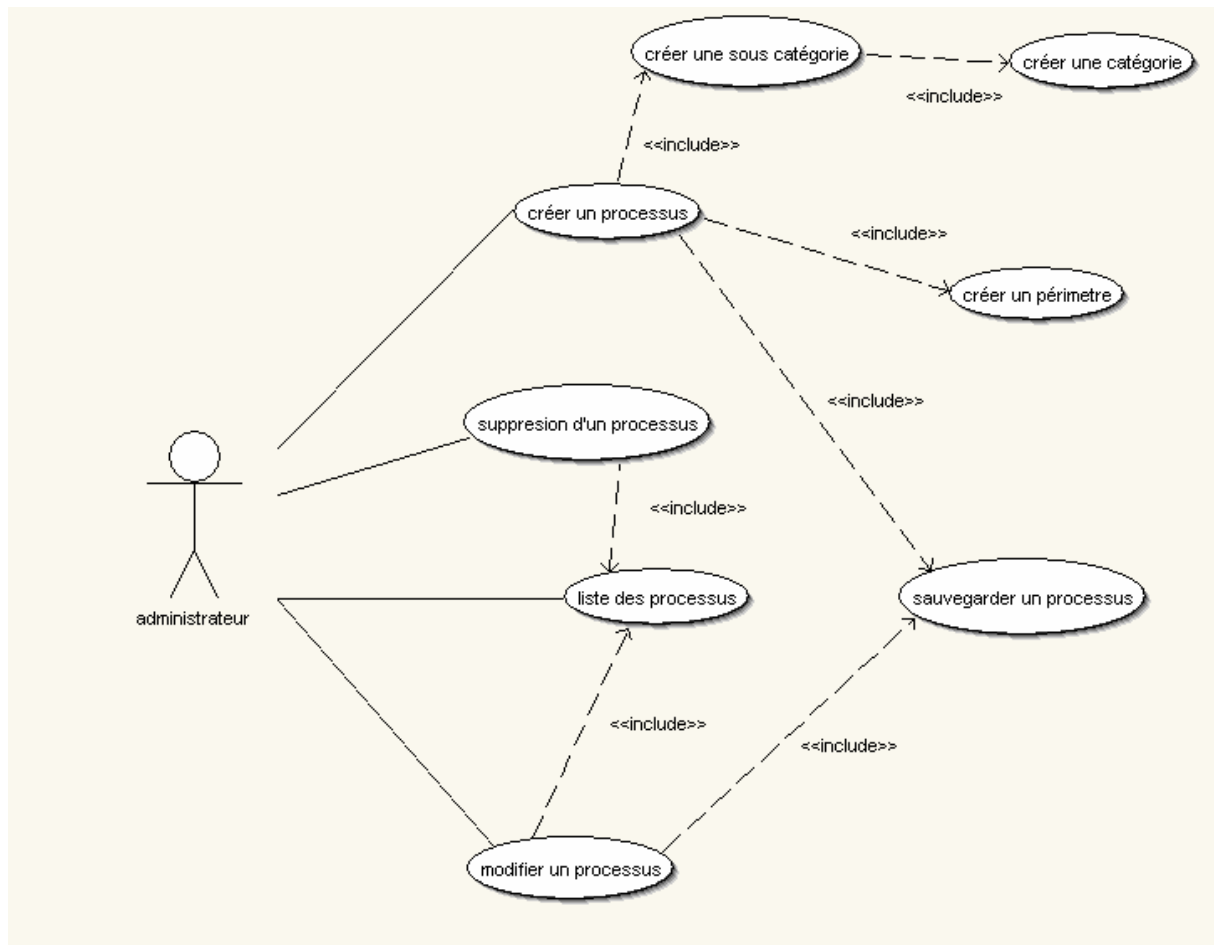 créer une sous catégorie
créer une catégorie
<<include>>
<<include>>
créer un processus
<<include>>
créer un périmetre
<<include>>
suppresion d'un processus
<<include>>
liste des processus
sauvegarder un processus
administrateur
<<include>>
<<include>>
modifier un processus